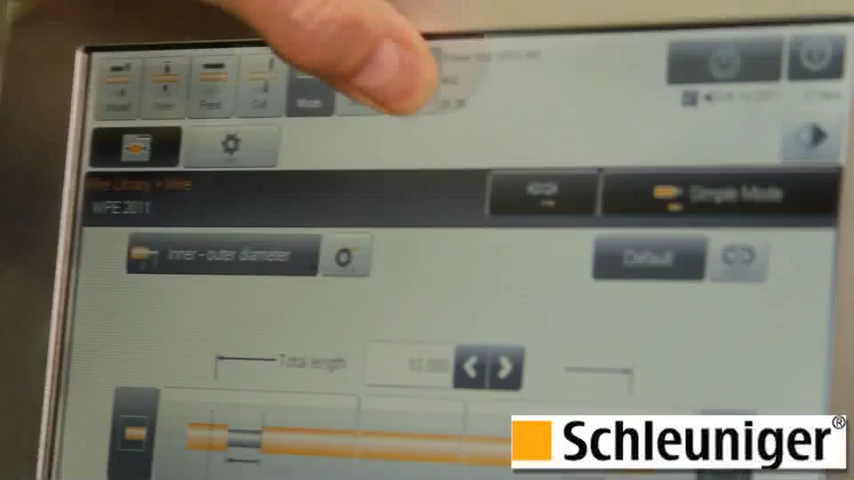 Unload
Feed
Cut
Mode
Wire Library > Wire
WPE 2011
Simple Mode
Inner - outer diameter
Default
Total length
10.000
Schleuniger®